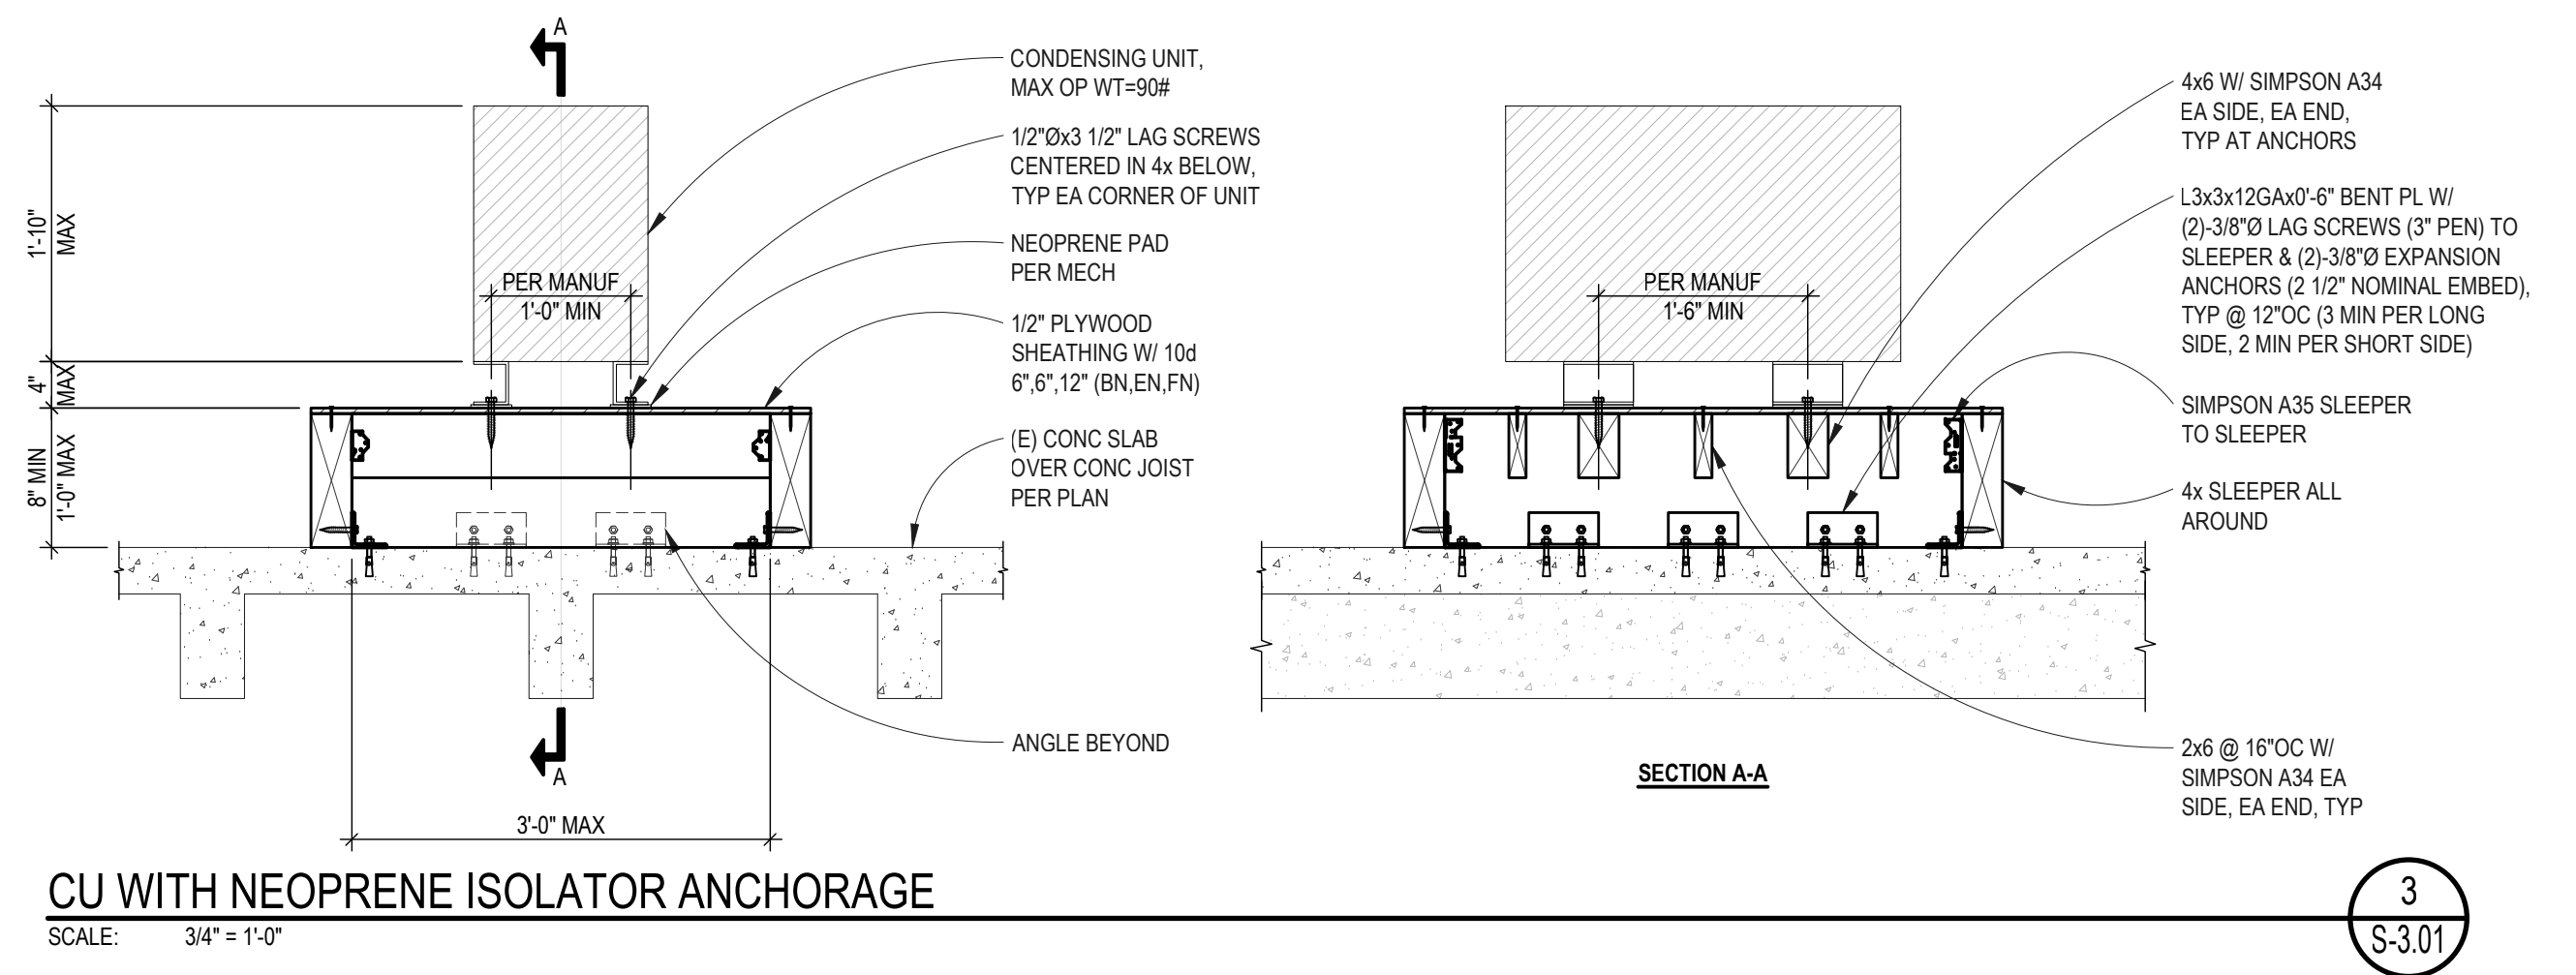 A
CONDENSING UNIT,
MAX OP WT=90#
1/2"Øx3 1/2" LAG SCREWS
CENTERED IN 4x BELOW,
TYP EA CORNER OF UNIT
NEOPRENE PAD
PER MECH
1/2" PLYWOOD
SHEATHING W/ 10d
6",6",12" (BN,EN,FN)
(E) CONC SLAB
OVER CONC JOIST
PER PLAN
ANGLE BEYOND
1'-10"
MAX
4"
MAX
8" MIN
1'-0" MAX
PER MANUF
1'-0" MIN
A
3'-0" MAX
PER MANUF
1'-6" MIN
4x6 W/ SIMPSON A34
EA SIDE, EA END,
TYP AT ANCHORS
L3x3x12GAx0'-6" BENT PL W/
(2)-3/8"Ø LAG SCREWS (3" PEN) TO
SLEEPER & (2)-3/8"Ø EXPANSION
ANCHORS (2 1/2" NOMINAL EMBED),
TYP @ 12"OC (3 MIN PER LONG
SIDE, 2 MIN PER SHORT SIDE)
SIMPSON A35 SLEEPER
TO SLEEPER
4x SLEEPER ALL
AROUND
2x6 @ 16"OC W/
SIMPSON A34 EA
SIDE, EA END, TYP
SECTION A-A
CU WITH NEOPRENE ISOLATOR ANCHORAGE
SCALE: 3/4" = 1'-0"
3
S-3.01